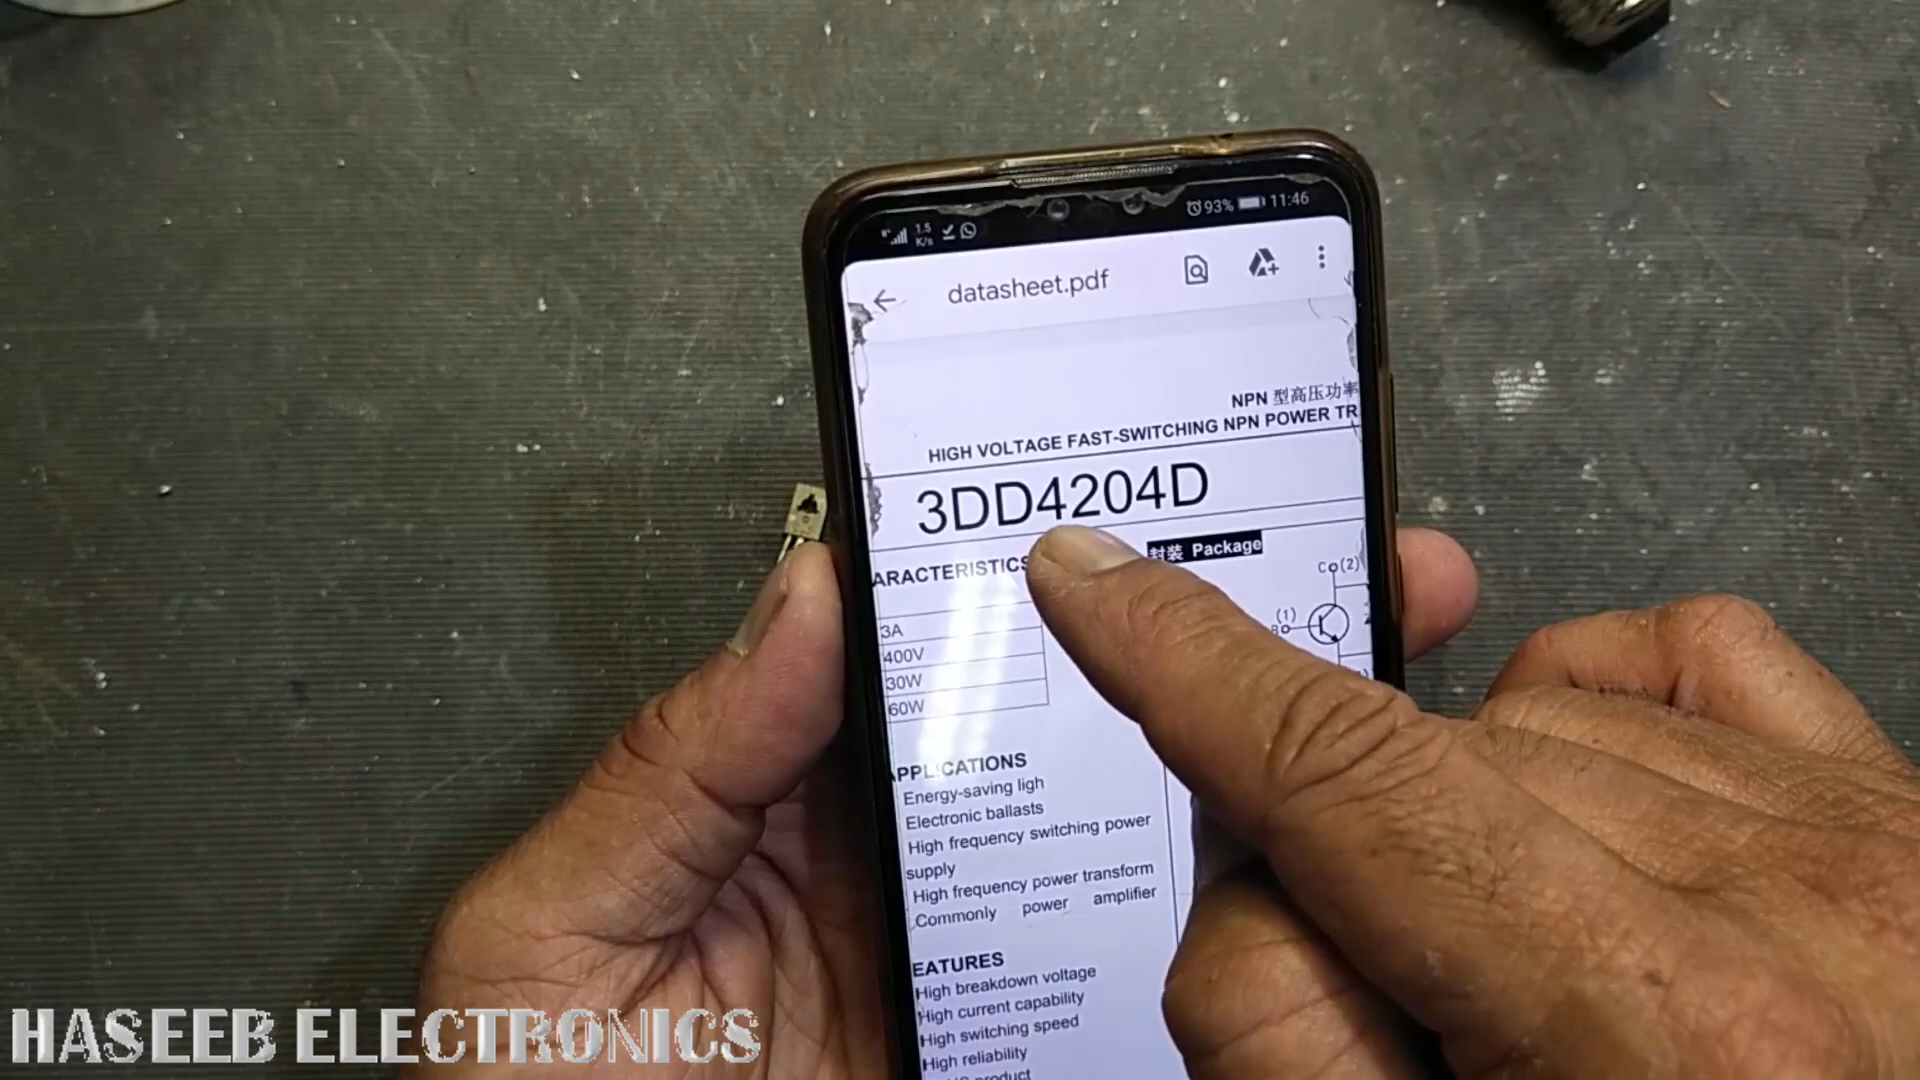 1.5
K/s
93% 11:46
datasheet.pdf
NPN 型高压功率
HIGH VOLTAGE FAST-SWITCHING NPN POWER TR
3DD4204D
封装 Package
ARACTERISTICS
C (2)
(1)
B
3A
400V
30W
60W
APPLICATIONS
Energy-saving ligh
Electronic ballasts
High frequency switching power
supply
High frequency power transform
Commonly power amplifier
EATURES
High breakdown voltage
High current capability
High switching speed
High reliability
product
HASEEB ELECTRONICS